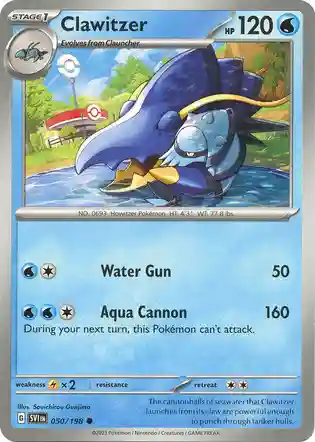 STAGE 1
Clawitzer
HP 120
Evolves from Clauncher
NO. 0693 Howitzer Pokémon HT: 4'3" WT: 77.8 lbs.
Water Gun 50
Aqua Cannon 160
During your next turn, this Pokémon can't attack.
weakness ×2 resistance retreat
Illus. Souichirou Gunjima
The cannonballs of seawater that Clawitzer
launches from its claw are powerful enough
to punch through tanker hulls.
G SVI EN 050/198
©2023 Pokémon / Nintendo / Creatures / GAME FREAK